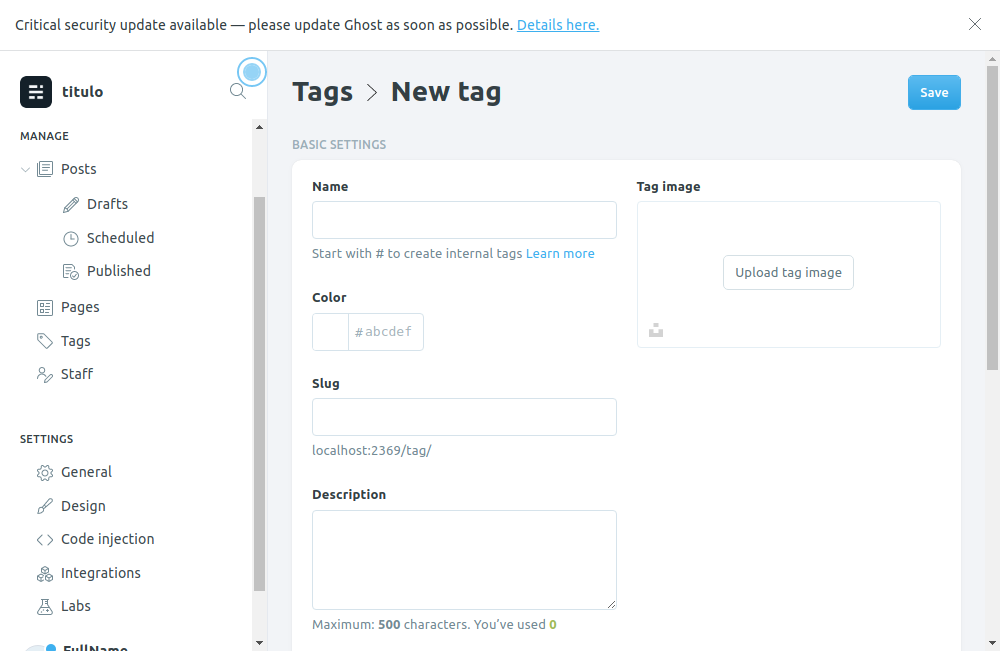 Critical security update available — please update Ghost as soon as possible. Details here.
titulo
MANAGE
Posts
Drafts
Scheduled
Published
Pages
Tags
Staff
SETTINGS
General
Design
Code injection
Integrations
Labs
FullName
Tags > New tag
Save
BASIC SETTINGS
Name
Start with # to create internal tags Learn more
Color
#abcdef
Slug
localhost:2369/tag/
Description
Maximum: 500 characters. You've used 0
Tag image
Upload tag image